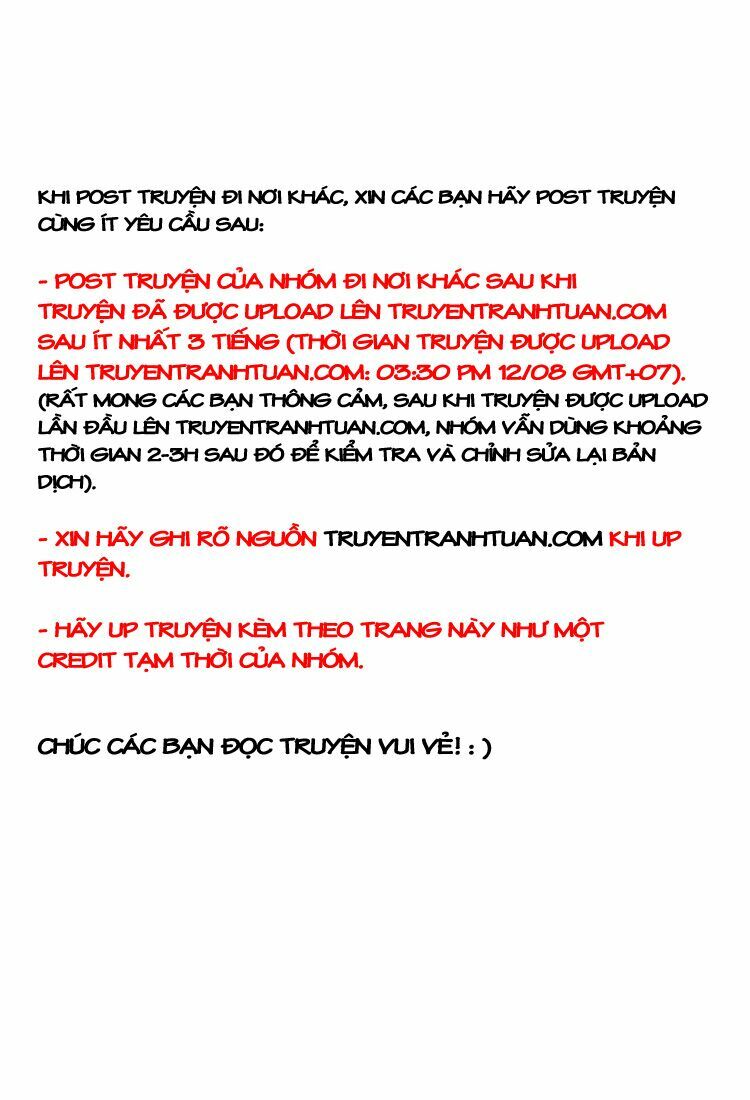 KHI POST TRUYỆN ĐI NƠI KHÁC, XIN CÁC BẠN HÃY POST TRUYỆN
CÙNG ÍT YÊU CẦU SAU:
- POST TRUYỆN CỦA NHÓM ĐI NƠI KHÁC SAU KHI
TRUYỆN ĐÃ ĐƯỢC UPLOAD LÊN TRUYENTRANHTUAN.COM
SAU ÍT NHẤT 3 TIẾNG (THỜI GIAN TRUYỆN ĐƯỢC UPLOAD
LÊN TRUYENTRANHTUAN.COM: 03:30 PM 12/08 GMT+07).
(RẤT MONG CÁC BẠN THÔNG CẢM, SAU KHI TRUYỆN ĐƯỢC UPLOAD
LẦN ĐẦU LÊN TRUYENTRANHTUAN.COM, NHÓM VẪN DÙNG KHOẢNG
THỜI GIAN 2-3H SAU ĐÓ ĐỂ KIỂM TRA VÀ CHỈNH SỬA LẠI BẢN
DỊCH).
- XIN HÃY GHI RÕ NGUỒN TRUYENTRANHTUAN.COM KHI UP
TRUYỆN.
- HÃY UP TRUYỆN KÈM THEO TRANG NÀY NHƯ MỘT
CREDIT TẠM THỜI CỦA NHÓM.
CHÚC CÁC BẠN ĐỌC TRUYỆN VUI VẺ! : )